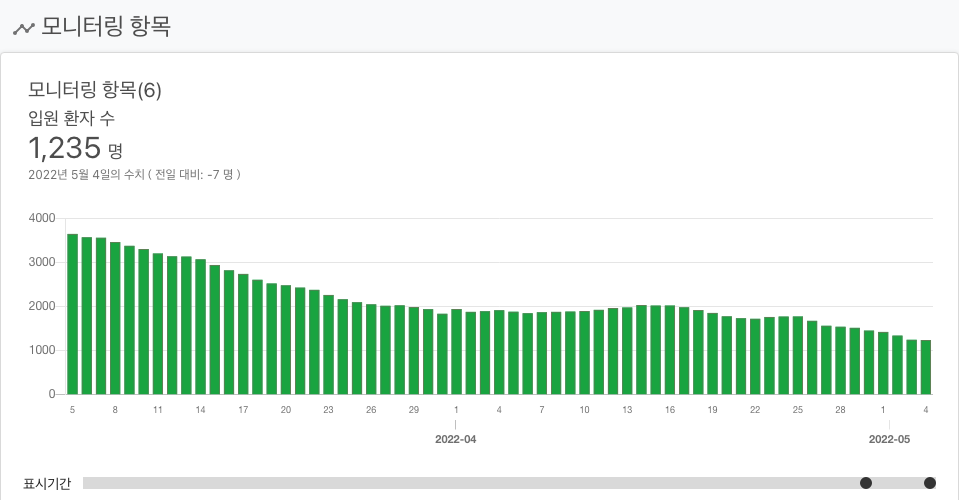 모니터링 항목
모니터링 항목(6)
입원 환자 수
1,235 명
2022년 5월 4일의 수치 ( 전일 대비: -7 명 )
4000
3000
2000
1000
0
5 8 11 14 17 20 23 26 29 1 4 7 10 13 16 19 22 25 28 1 4
2022-04 2022-05
표시기간